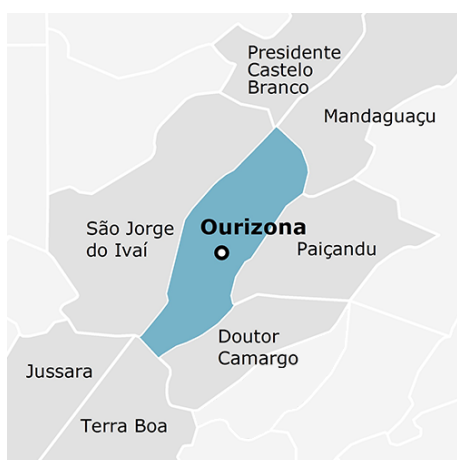 Presidente
Castelo
Branco
Mandaguaçu
São Jorge
do Ivaí
Ourizona
Paiçandu
Doutor
Camargo
Jussara
Terra Boa